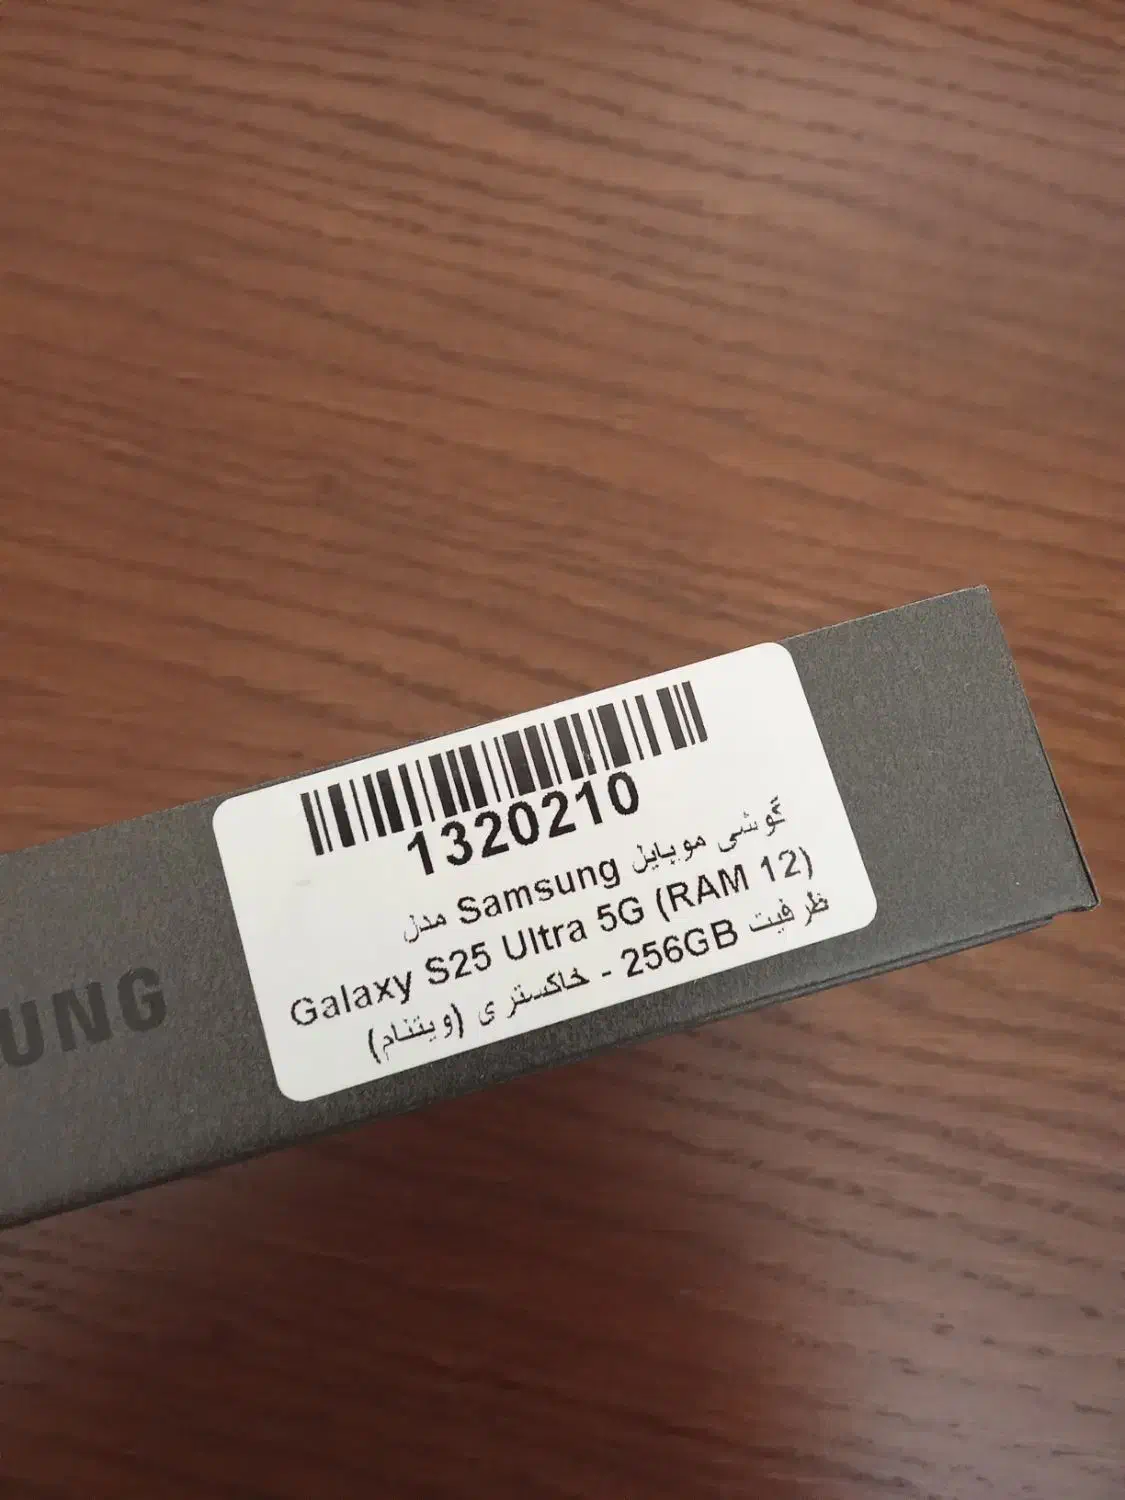 1320210
گوشی موبایل Samsung مدل
Galaxy S25 Ultra 5G (RAM 12)
ظرفیت 256GB - خاکستری (ویتنام)
UNG